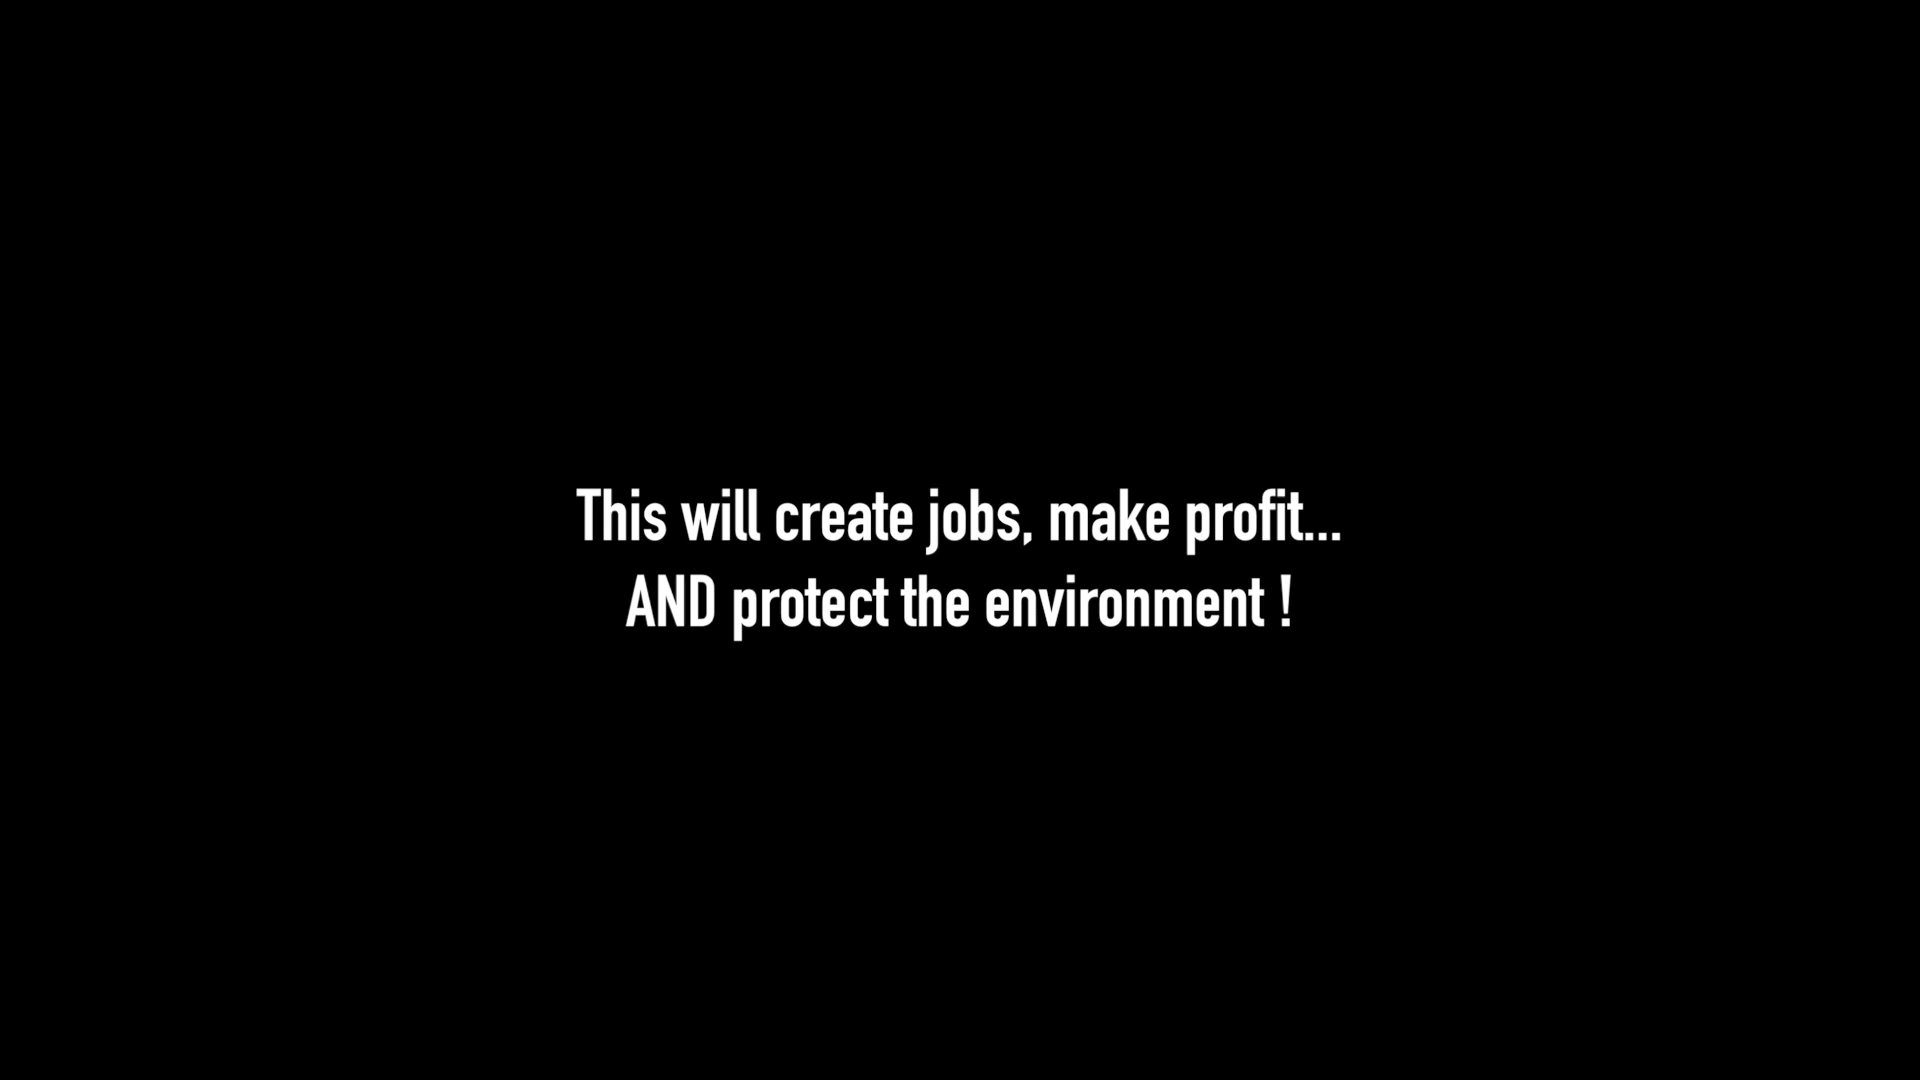 This will create jobs, make profit...
AND protect the environment !